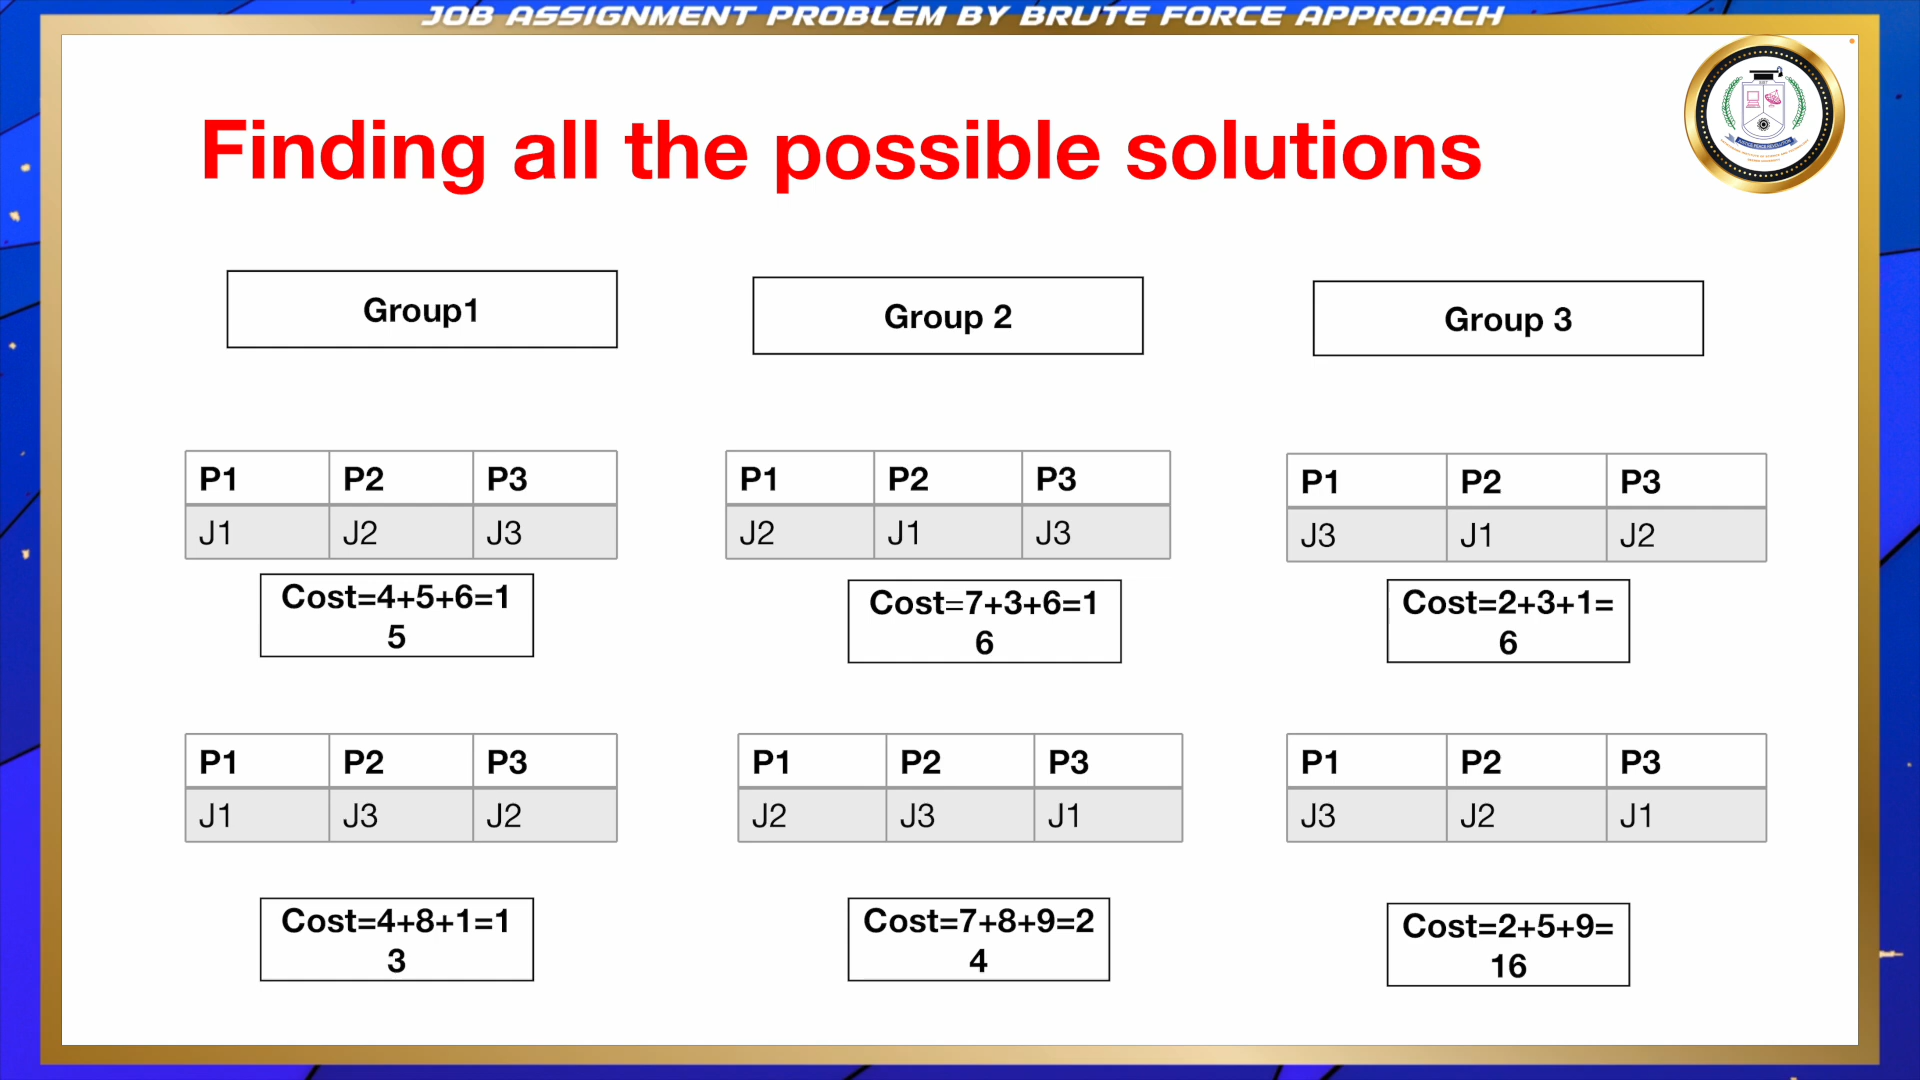 JOB ASSIGNMENT PROBLEM BY BRUTE FORCE APPROACH
Finding all the possible solutions
Group1
Group 2
Group 3
P1 P2 P3
J1 J2 J3
Cost=4+5+6=1
5
P1 P2 P3
J2 J1 J3
Cost=7+3+6=1
6
P1 P2 P3
J3 J1 J2
Cost=2+3+1=
6
P1 P2 P3
J1 J3 J2
Cost=4+8+1=1
3
P1 P2 P3
J2 J3 J1
Cost=7+8+9=2
4
P1 P2 P3
J3 J2 J1
Cost=2+5+9=
16